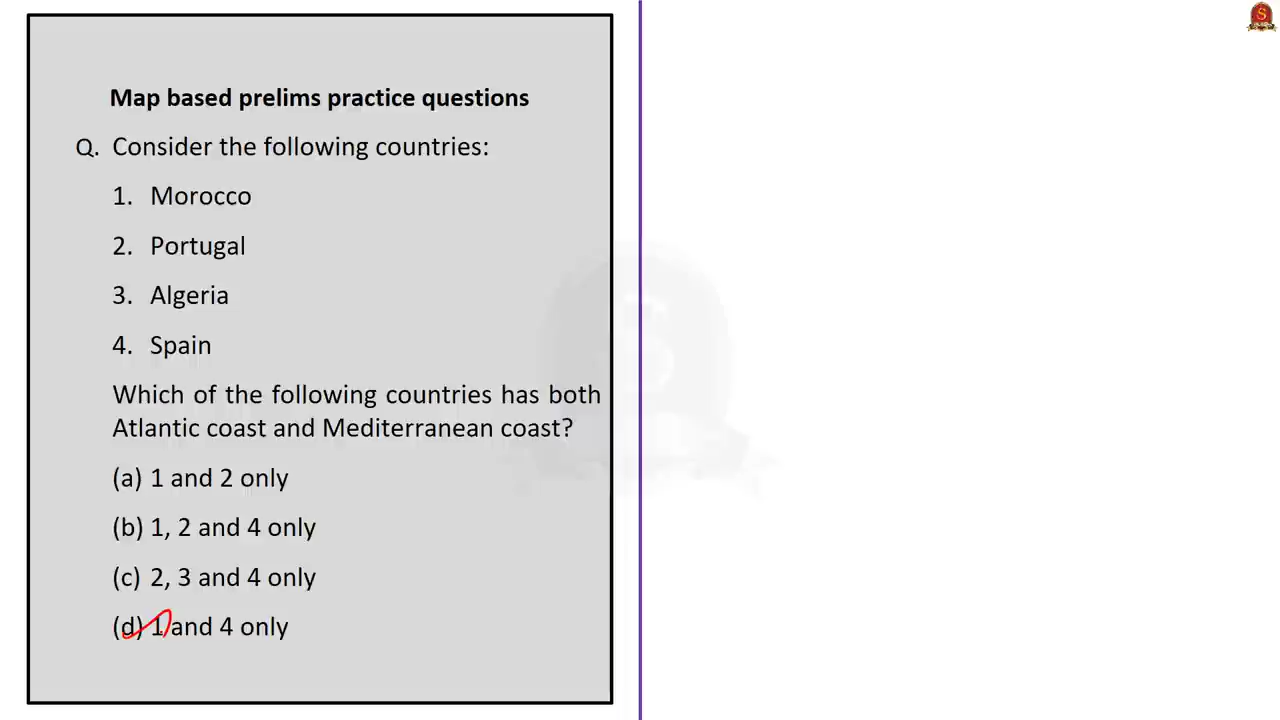 Map based prelims practice questions
Q. Consider the following countries:
1. Morocco
2. Portugal
3. Algeria
4. Spain
Which of the following countries has both
Atlantic coast and Mediterranean coast?
(a) 1 and 2 only
(b) 1, 2 and 4 only
(c) 2, 3 and 4 only
(d) 1 and 4 only
S